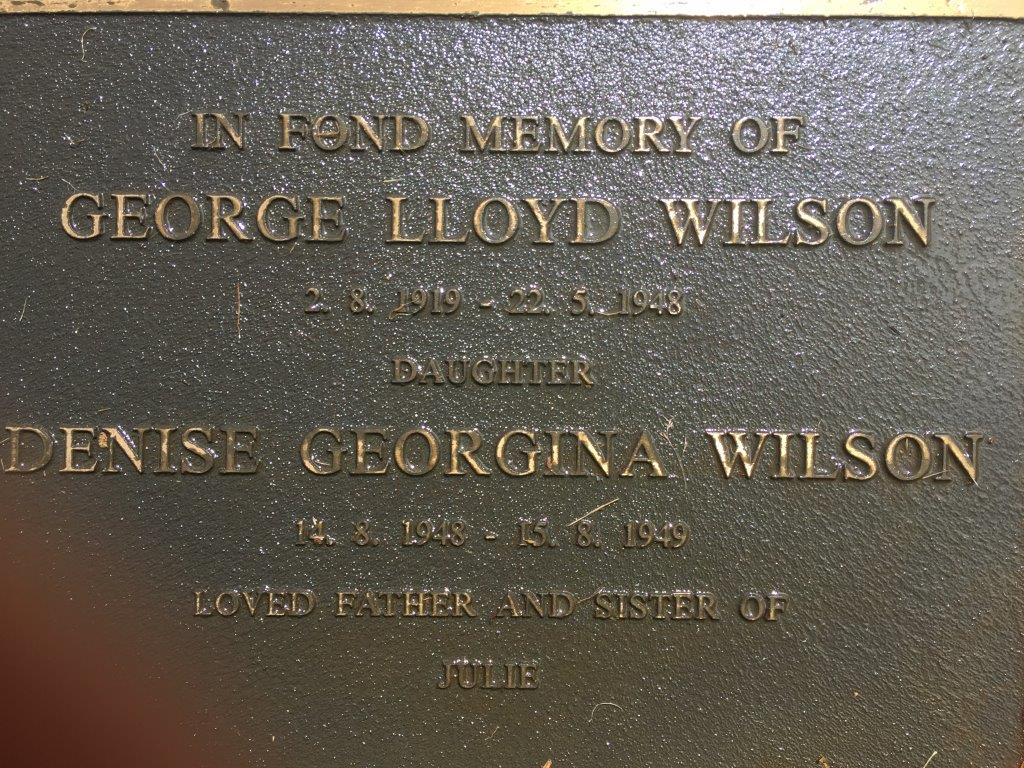 IN FOND MEMORY OF
GEORGE LLOYD WILSON
2. 8. 1919 - 22. 5. 1948
DAUGHTER
DENISE GEORGINA WILSON
14. 8. 1948 - 15. 8. 1949
LOVED FATHER AND SISTER OF
JULIE